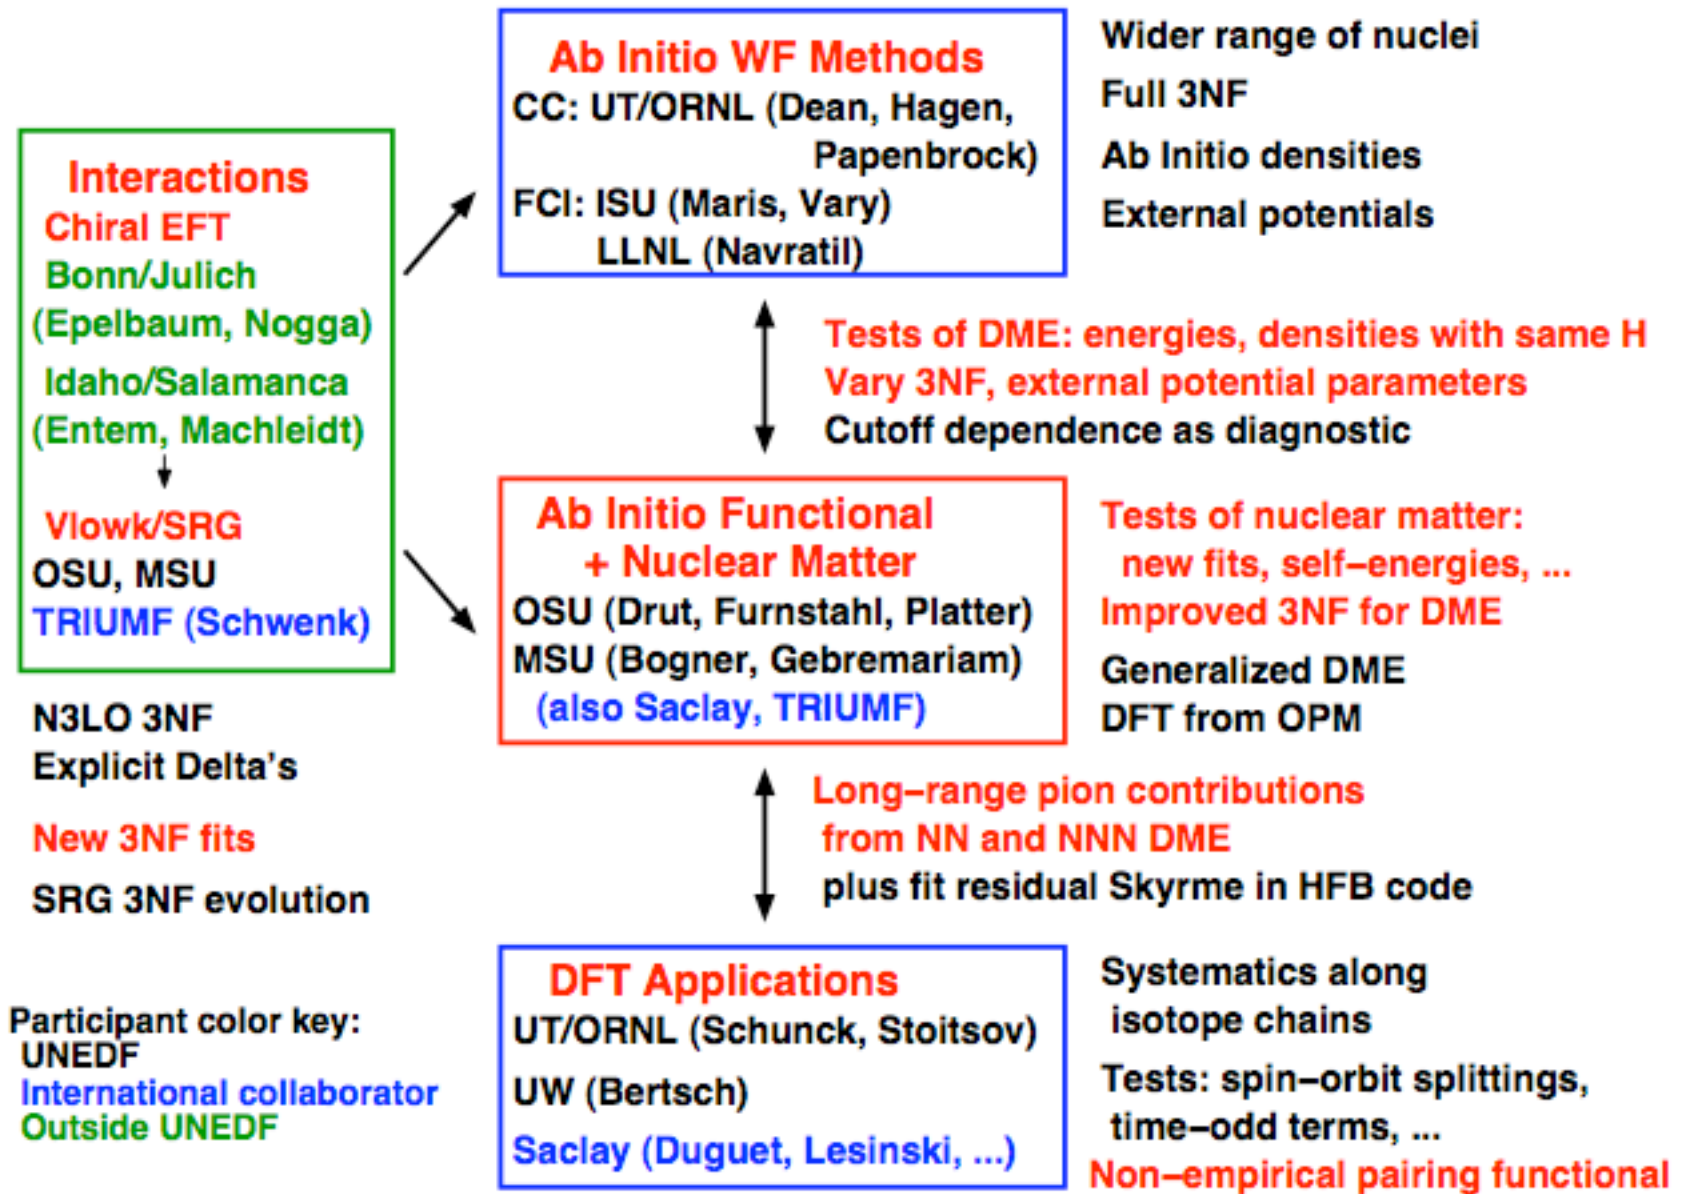 Interactions
Chiral EFT
Bonn/Julich
(Epelbaum, Nogga)
Idaho/Salamanca
(Entem, Machleidt)
Vlowk/SRG
OSU, MSU
TRIUMF (Schwenk)
N3LO 3NF
Explicit Delta's
New 3NF fits
SRG 3NF evolution
Participant color key:
UNEDF
International collaborator
Outside UNEDF
Ab Initio WF Methods
CC: UT/ORNL (Dean, Hagen,
Papenbrock)
FCI: ISU (Maris, Vary)
LLNL (Navratil)
Wider range of nuclei
Full 3NF
Ab Initio densities
External potentials
Tests of DME: energies, densities with same H
Vary 3NF, external potential parameters
Cutoff dependence as diagnostic
Ab Initio Functional
+ Nuclear Matter
OSU (Drut, Furnstahl, Platter)
MSU (Bogner, Gebremariam)
(also Saclay, TRIUMF)
Tests of nuclear matter:
new fits, self–energies, ...
Improved 3NF for DME
Generalized DME
DFT from OPM
Long–range pion contributions
from NN and NNN DME
plus fit residual Skyrme in HFB code
DFT Applications
UT/ORNL (Schunck, Stoitsov)
UW (Bertsch)
Saclay (Duguet, Lesinski, ...)
Systematics along
isotope chains
Tests: spin–orbit splittings,
time–odd terms, ...
Non–empirical pairing functional